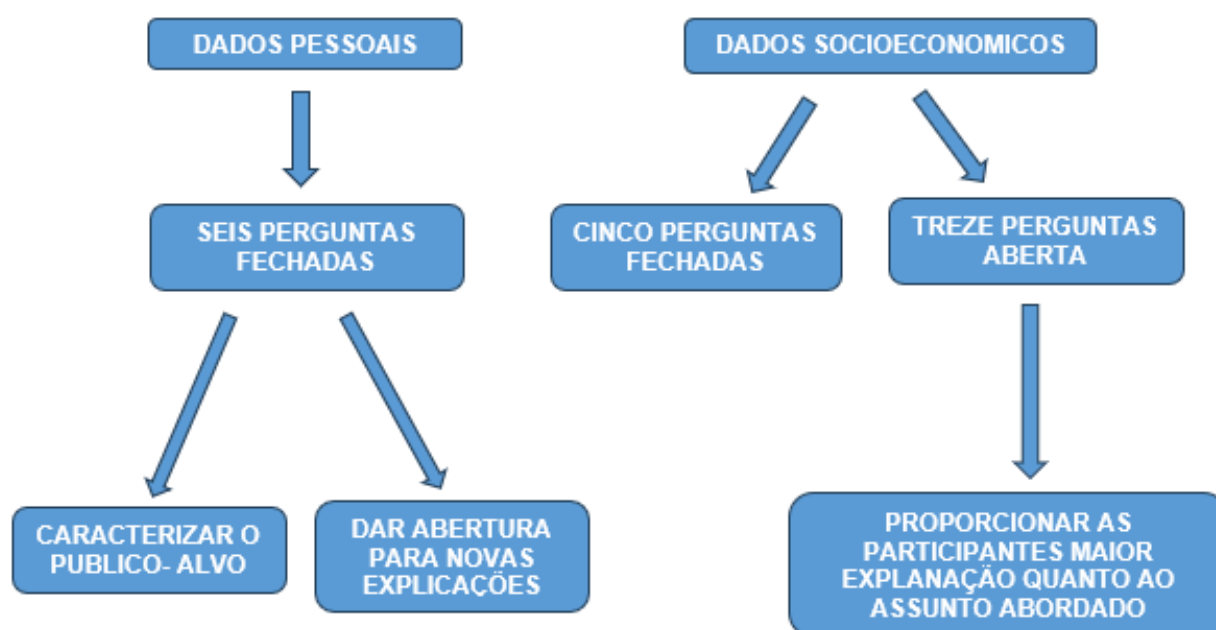 DADOS PESSOAIS
DADOS SOCIOECONOMICOS
SEIS PERGUNTAS
FECHADAS
CINCO PERGUNTAS
FECHADAS
TREZE PERGUNTAS
ABERTA
CARACTERIZAR O
PUBLICO- ALVO
DAR ABERTURA
PARA NOVAS
EXPLICAÇÕES
PROPORCIONAR AS
PARTICIPANTES MAIOR
EXPLANAÇÃO QUANTO AO
ASSUNTO ABORDADO